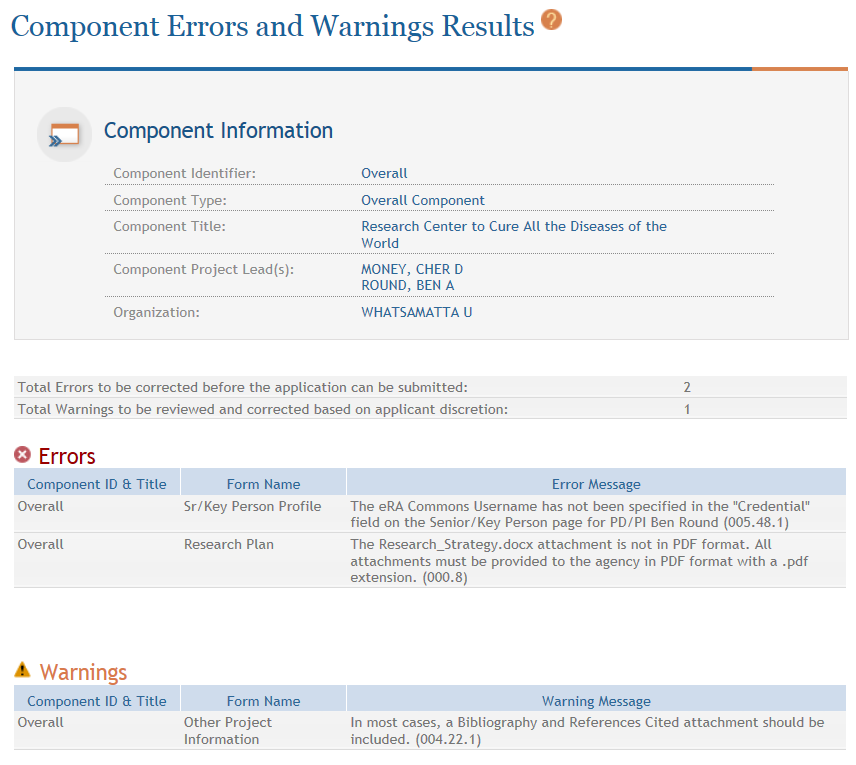 Component Errors and Warnings Results ?
Component Information
Component Identifier: Overall
Component Type: Overall Component
Component Title: Research Center to Cure All the Diseases of the
World
Component Project Lead(s): MONEY, CHER D
ROUND, BEN A
Organization: WHATSAMATTA U
Total Errors to be corrected before the application can be submitted: 2
Total Warnings to be reviewed and corrected based on applicant discretion: 1
Errors
Component ID & Title Form Name Error Message
Overall Sr/Key Person Profile The eRA Commons Username has not been specified in the "Credential"
field on the Senior/Key Person page for PD/PI Ben Round (005.48.1)
Overall Research Plan The Research_Strategy.docx attachment is not in PDF format. All
attachments must be provided to the agency in PDF format with a .pdf
extension. (000.8)
Warnings
Component ID & Title Form Name Warning Message
Overall Other Project In most cases, a Bibliography and References Cited attachment should be
Information included. (004.22.1)